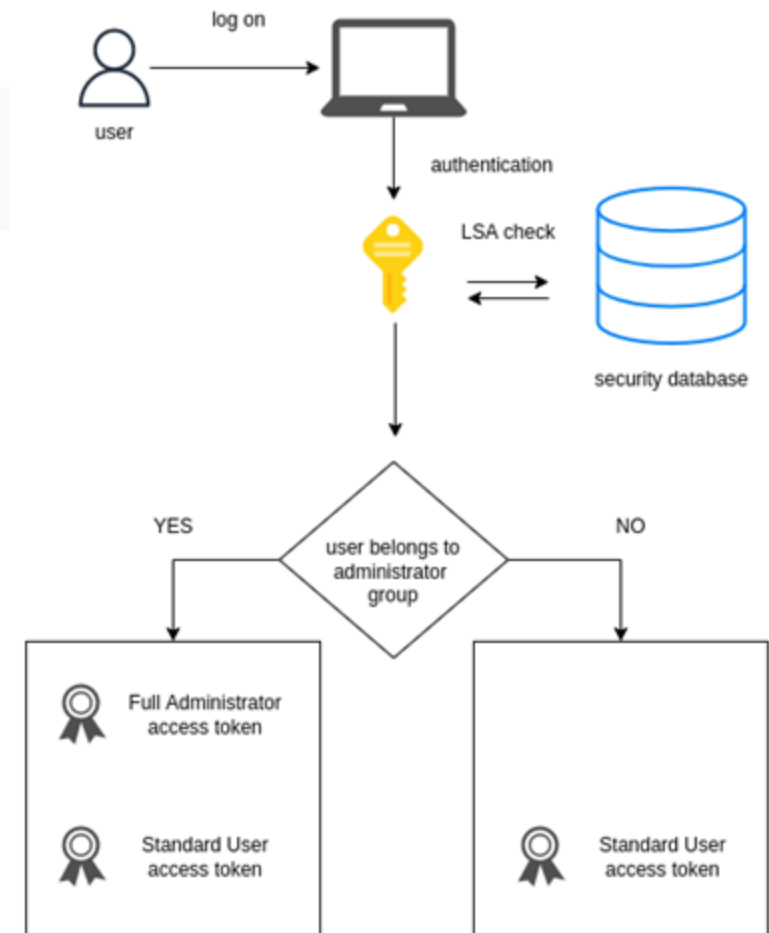 log on
user
authentication
LSA check
security database
YES
NO
user belongs to
administrator
group
Full Administrator
access token
Standard User
access token
Standard User
access token